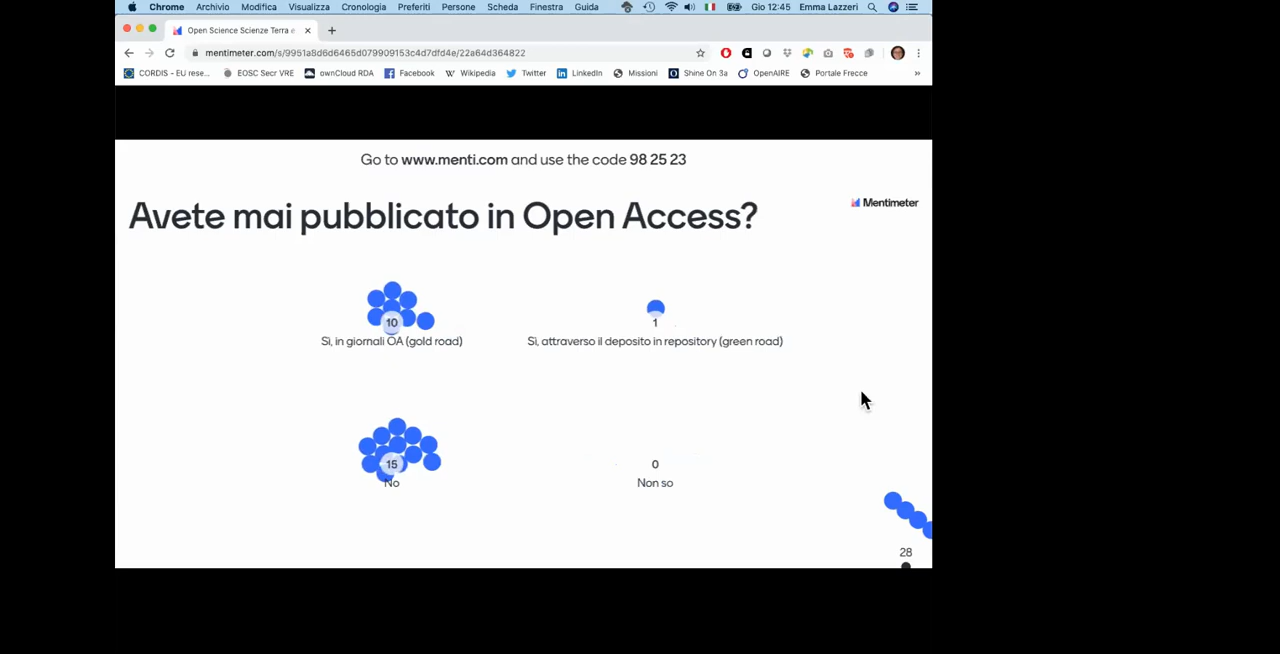 Chrome Archivio Modifica Visualizza Cronologia Preferiti Persone Scheda Finestra Guida Gio 12:45 Emma Lazzeri
Open Science Scienze Terra e
mentimeter.com/s/9951a8d6d6465d079909153c4d7dfd4e/22a64d364822
CORDIS - EU rese... EOSC Secr VRE ownCloud RDA Facebook Wikipedia Twitter LinkedIn Missioni Shine On 3a OpenAIRE Portale Frecce »
Go to www.menti.com and use the code 98 25 23
Avete mai pubblicato in Open Access?
Mentimeter
10
Sì, in giornali OA (gold road)
1
Sì, attraverso il deposito in repository (green road)
15
No
0
Non so
28